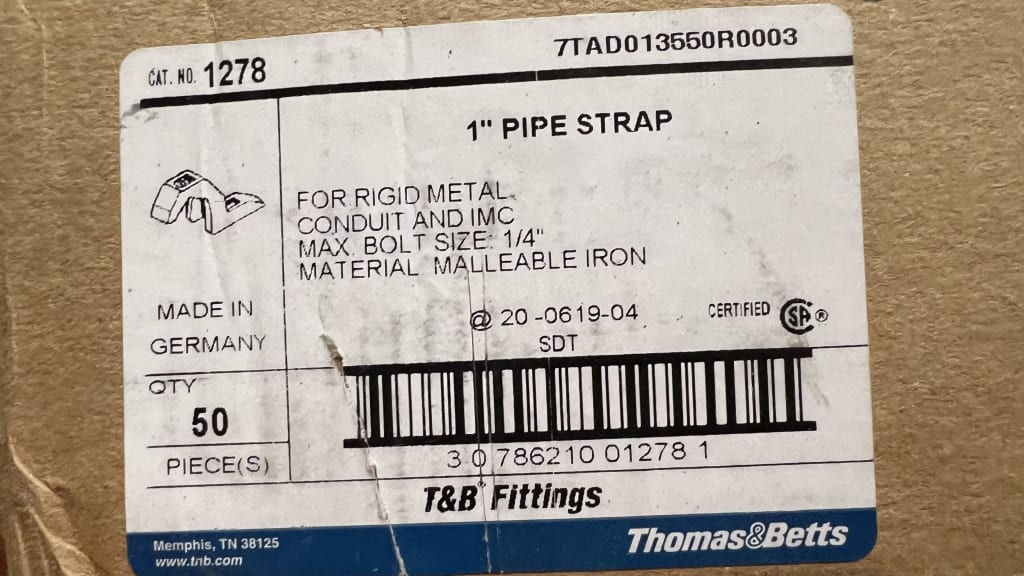 CAT. NO. 1278
7TAD013550R0003
1" PIPE STRAP
FOR RIGID METAL
CONDUIT AND IMC
MAX. BOLT SIZE: 1/4"
MATERIAL MALLEABLE IRON
MADE IN
GERMANY
@ 20-0619-04
SDT
CERTIFIED SA ®
QTY
50
PIECE(S)
3 0 786210 01278 1
T&B® Fittings
Memphis, TN 38125
www.tnb.com
Thomas&Betts